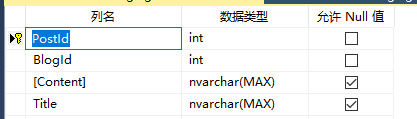 列名 数据类型 允许 Null 值
PostId int
BlogId int
[Content] nvarchar(MAX)
Title nvarchar(MAX)